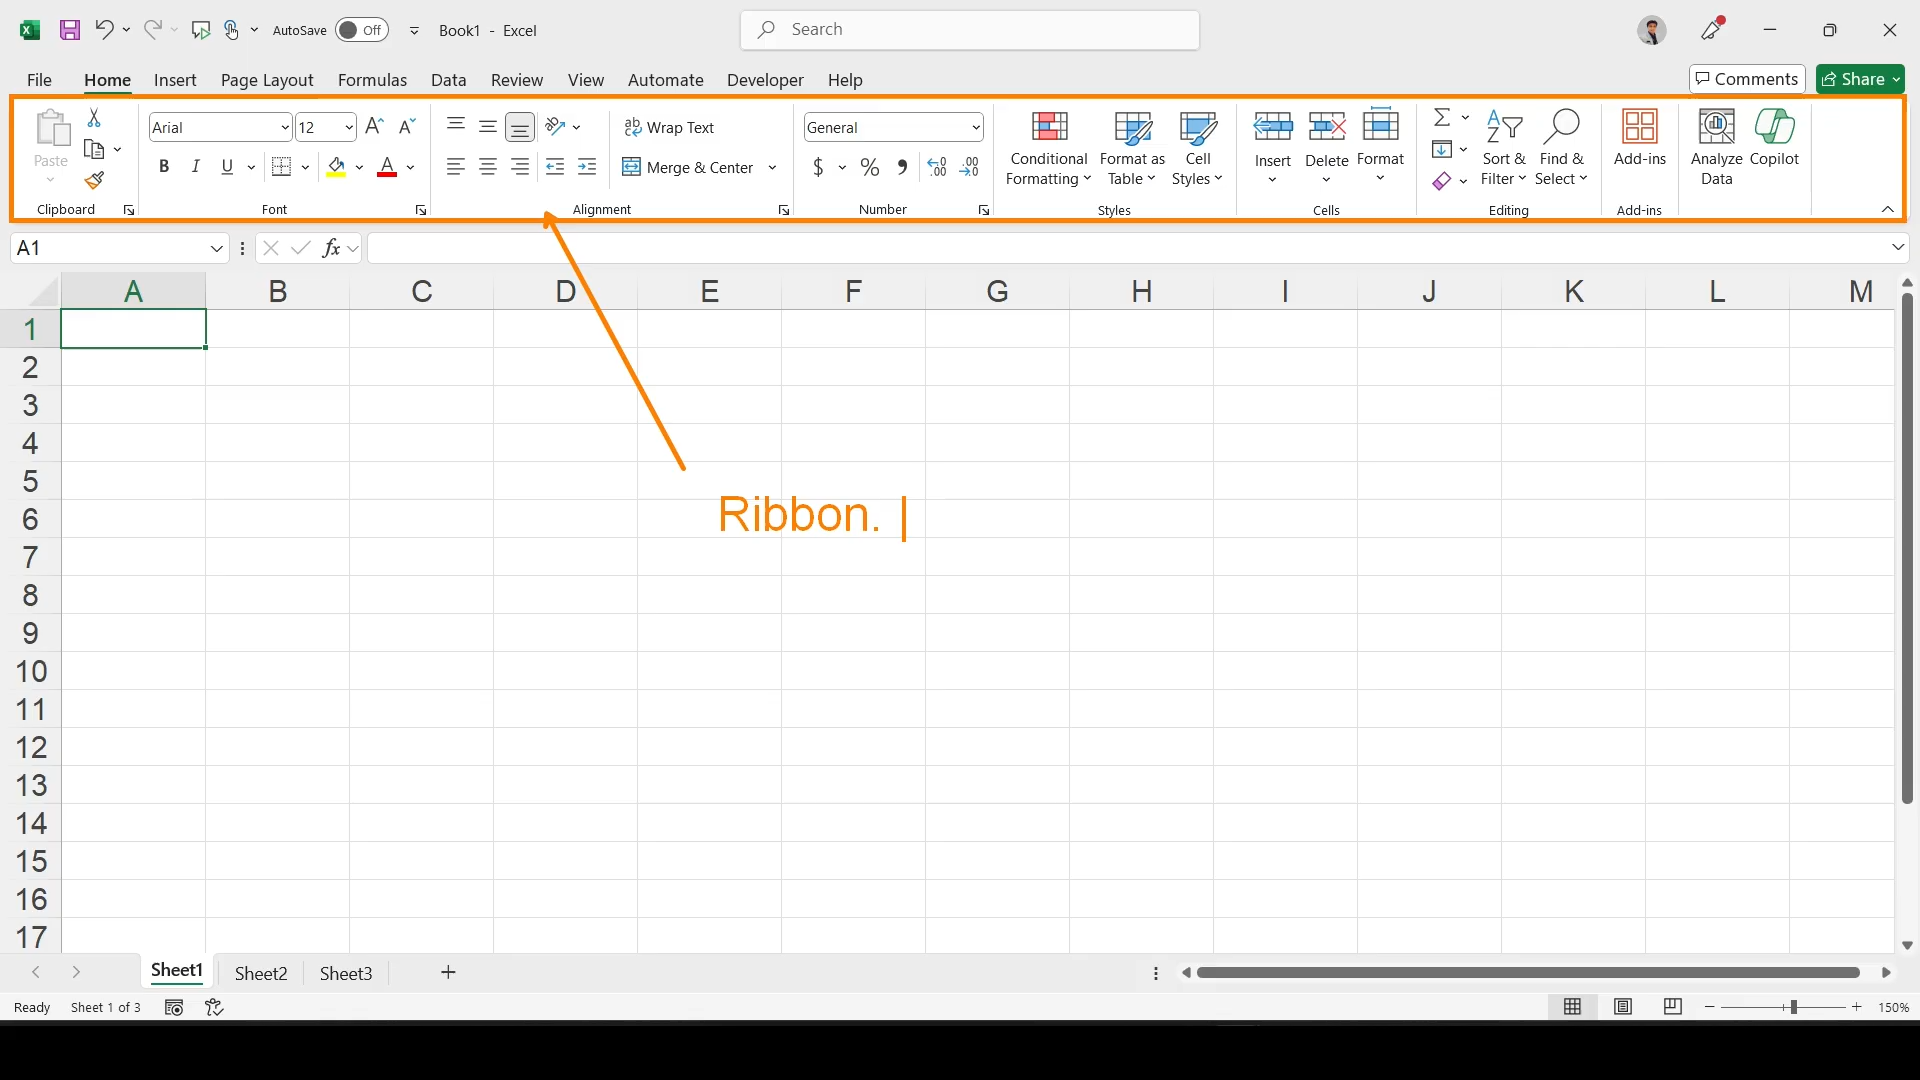 AutoSave Off Book1 - Excel Search
File Home Insert Page Layout Formulas Data Review View Automate Developer Help Comments Share
Paste
Clipboard
Arial 12
B I U A
Font
Wrap Text
Merge & Center
Alignment
General
$ % ,
Number
Conditional Formatting
Format as Table
Cell Styles
Styles
Insert Delete Format
Cells
Sort & Filter
Find & Select
Editing
Add-ins
Add-ins
Analyze Data
Copilot
A1 fx
A B C D E F G H I J K L M
1
2
3
4
5
6
Ribbon.
7
8
9
10
11
12
13
14
15
16
17
Sheet1 Sheet2 Sheet3
Ready Sheet 1 of 3 150%